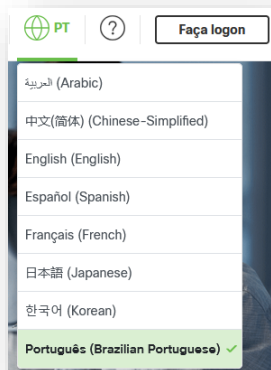 PT
?
Faça logon
العربية (Arabic)
中文(简体) (Chinese-Simplified)
English (English)
Español (Spanish)
Français (French)
日本語 (Japanese)
한국어 (Korean)
Português (Brazilian Portuguese)